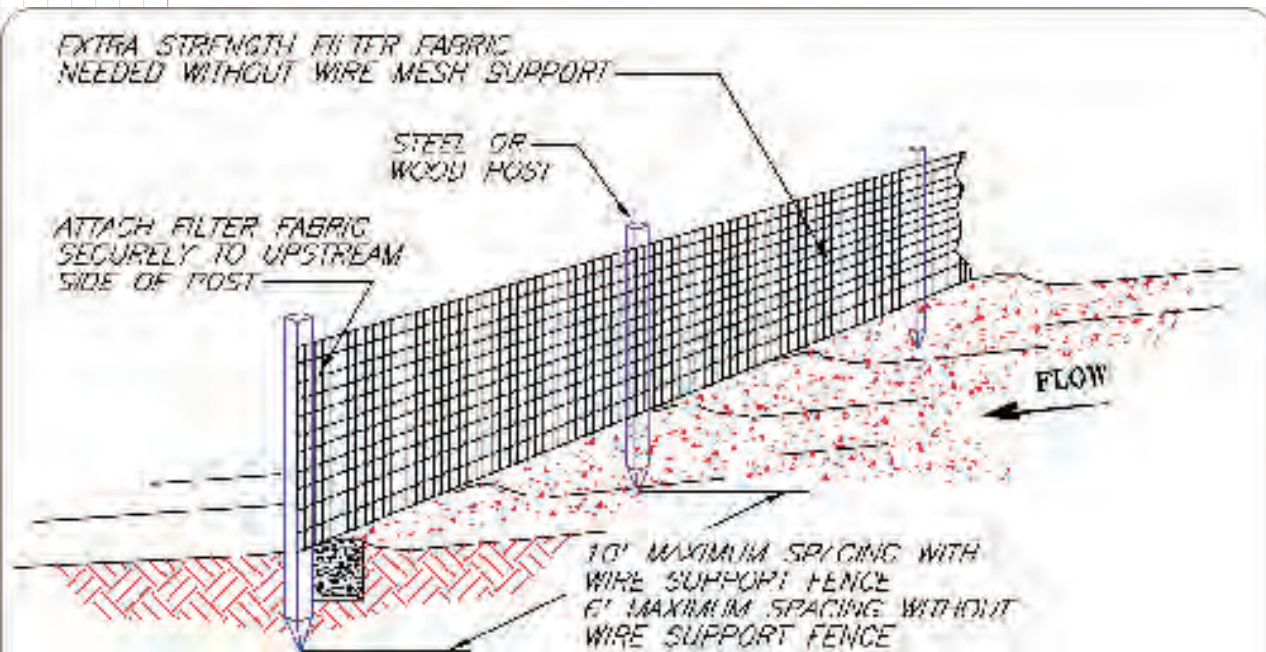 EXTRA STRENGTH FILTER FABRIC
NEEDED WITHOUT WIRE MESH SUPPORT
STEEL OR
WOOD POST
ATTACH FILTER FABRIC
SECURELY TO UPSTREAM
SIDE OF POST
FLOW
10' MAXIMUM SPACING WITH
WIRE SUPPORT FENCE
6' MAXIMUM SPACING WITHOUT
WIRE SUPPORT FENCE